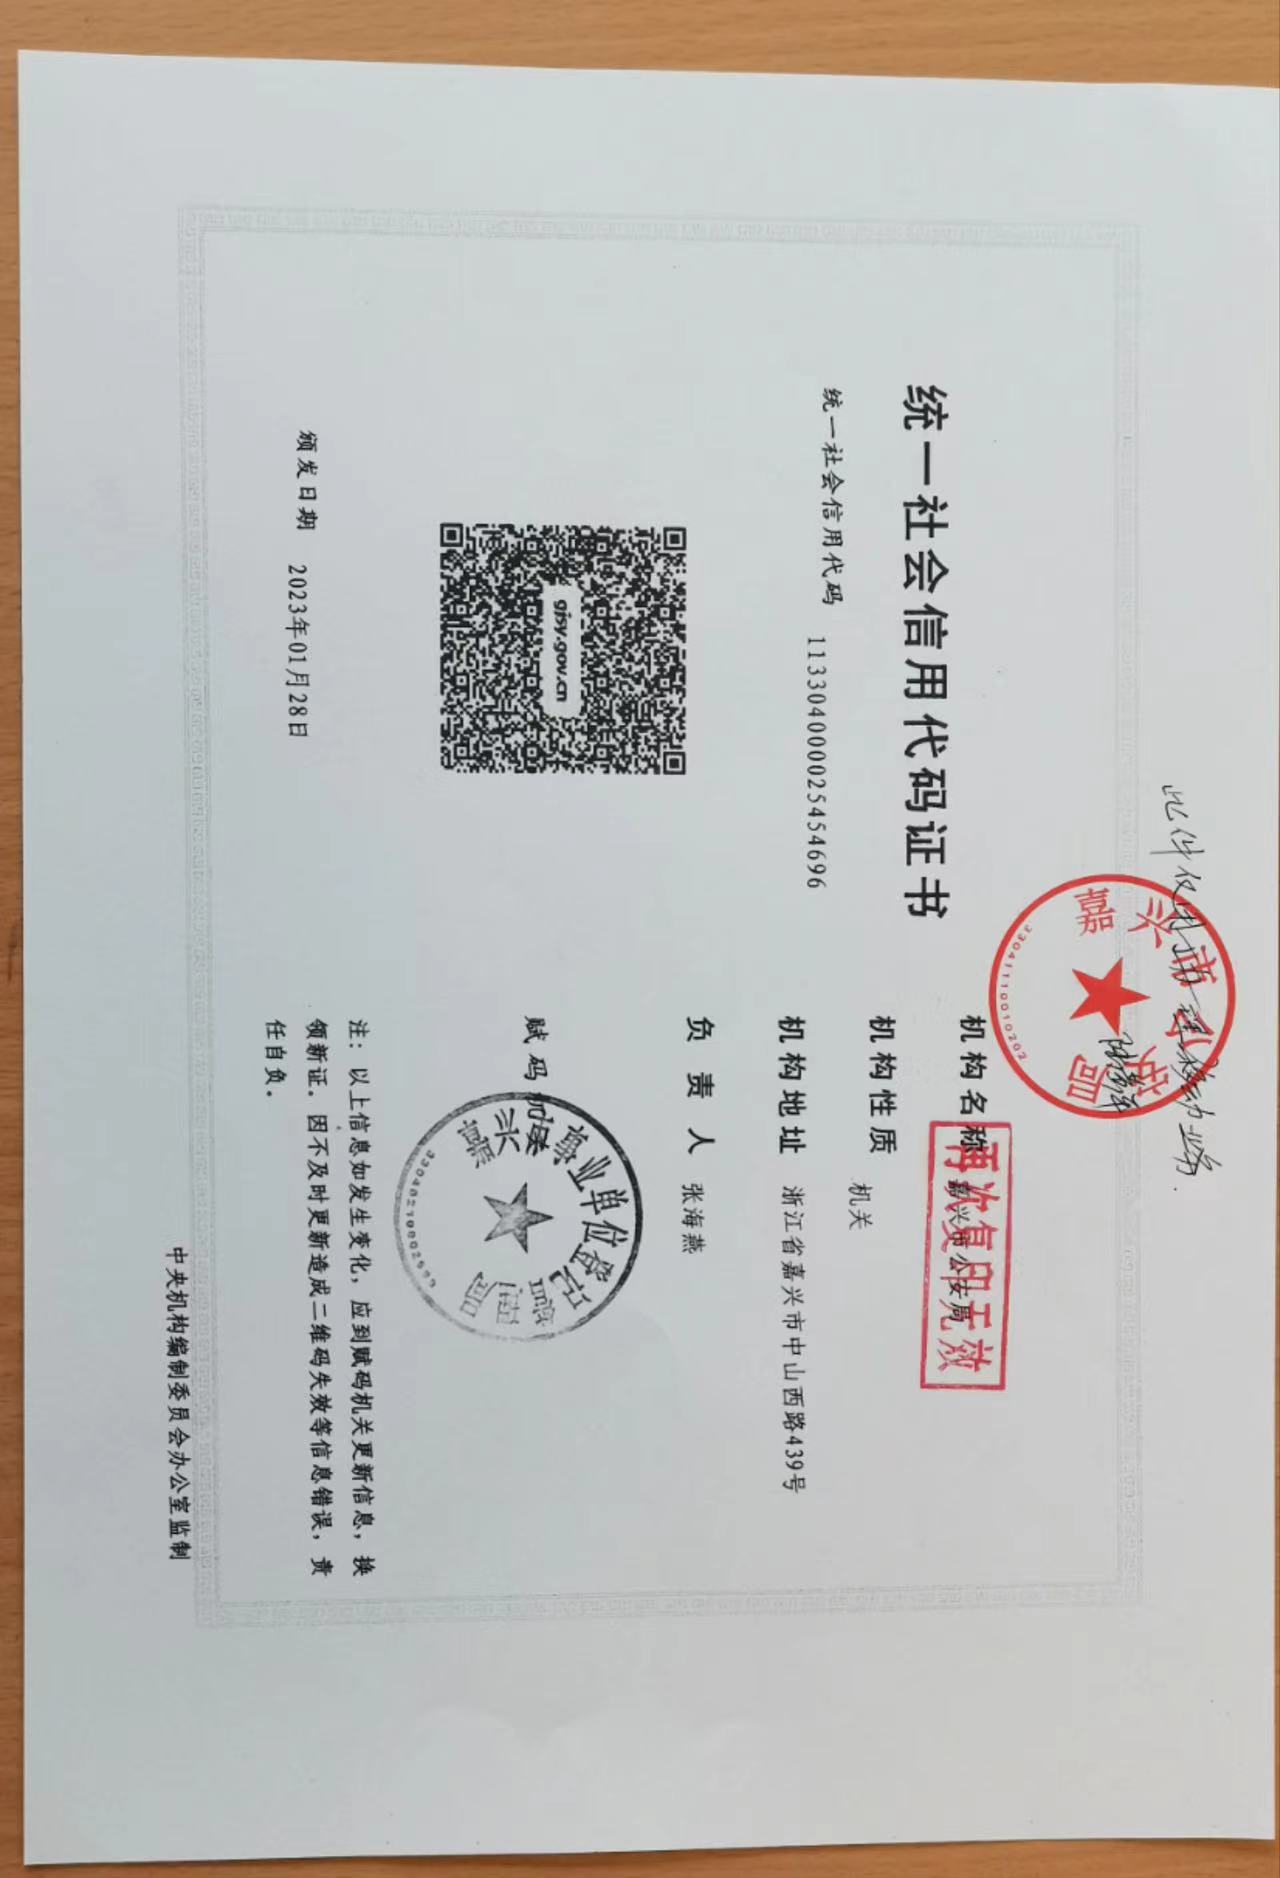 此件仅用于办理移动业务.
嘉兴市公安局
33041110010202
统一社会信用代码证书
统一社会信用代码 113304000025454696
gjsy.gov.cn
颁发日期 2023年01月28日
机构名称 嘉兴市公安局
再次复印无效
机构性质 机关
机构地址 浙江省嘉兴市中山西路439号
负责人 张海燕
赋码机关
嘉兴市事业单位登记管理局
注：以上信息如发生变化，应到赋码机关更新信息，换
领新证。因不及时更新造成二维码失效等信息错误，责
任自负。
中央机构编制委员会办公室监制